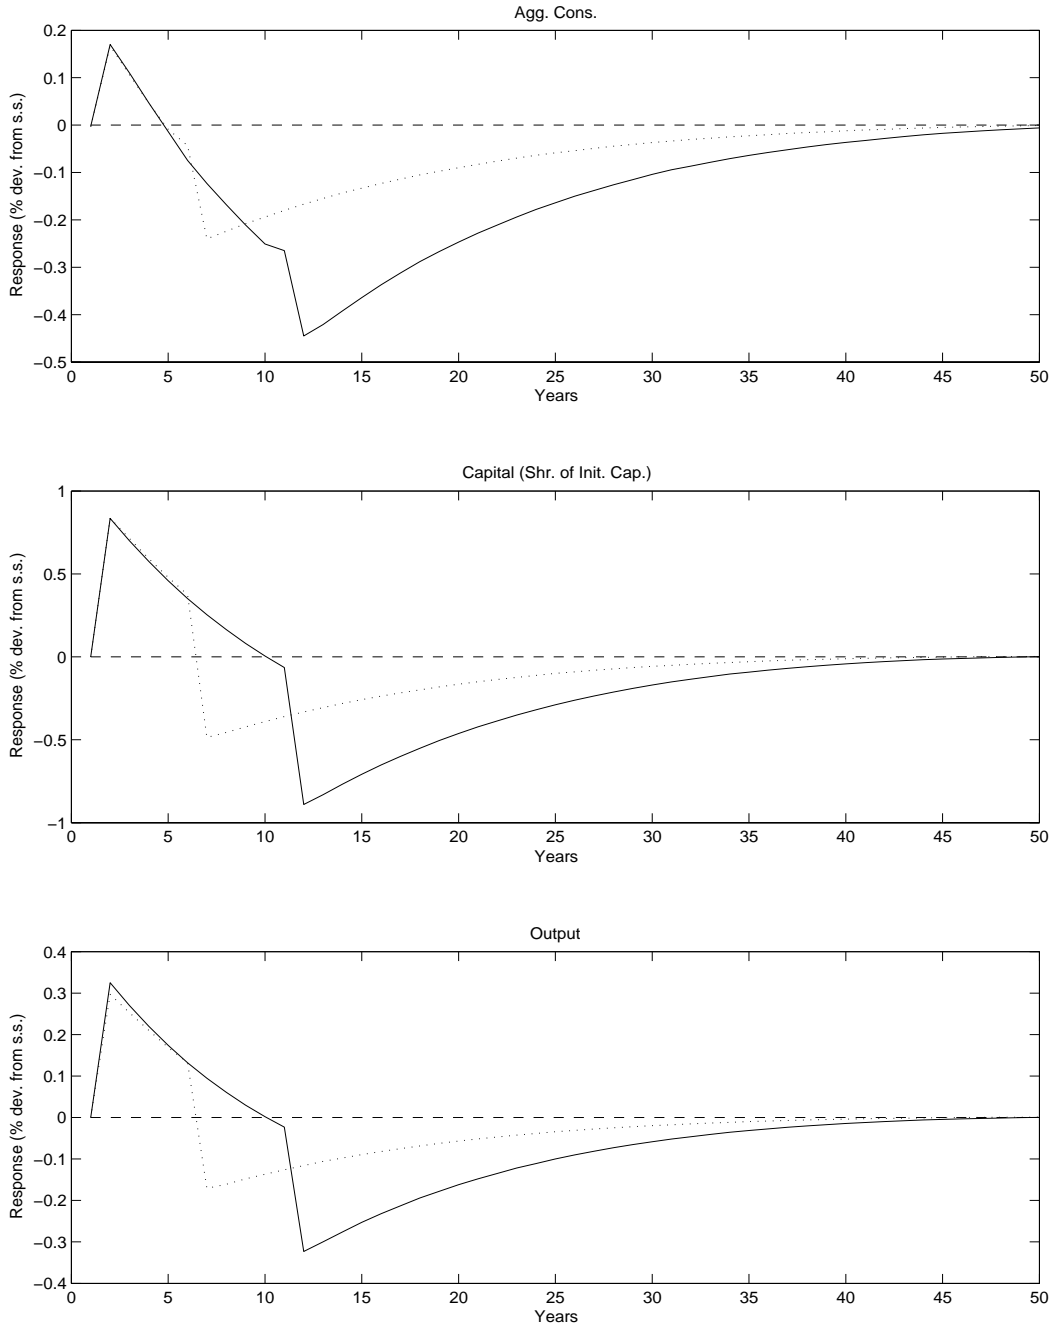 Agg. Cons.
Response (% dev. from s.s.)
0.2
0.1
0
−0.1
−0.2
−0.3
−0.4
−0.5
0 5 10 15 20 25 30 35 40 45 50
Years
Capital (Shr. of Init. Cap.)
Response (% dev. from s.s.)
1
0.5
0
−0.5
−1
0 5 10 15 20 25 30 35 40 45 50
Years
Output
Response (% dev. from s.s.)
0.4
0.3
0.2
0.1
0
−0.1
−0.2
−0.3
−0.4
0 5 10 15 20 25 30 35 40 45 50
Years